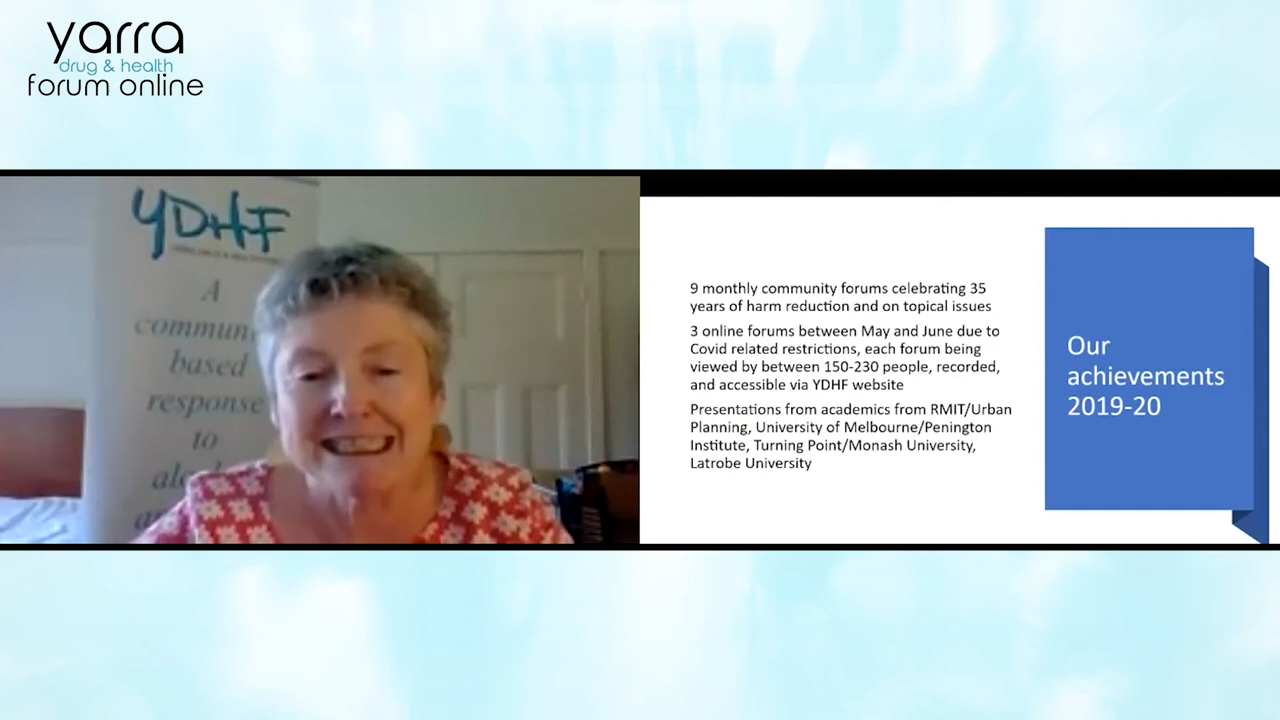 yarra
drug & health
forum online
YDHF
A
based
response
to
9 monthly community forums celebrating 35
years of harm reduction and on topical issues
3 online forums between May and June due to
Covid related restrictions, each forum being
viewed by between 150-230 people, recorded,
and accessible via YDHF website
Presentations from academics from RMIT/Urban
Planning, University of Melbourne/Penington
Institute, Turning Point/Monash University,
Latrobe University
Our
achievements
2019-20